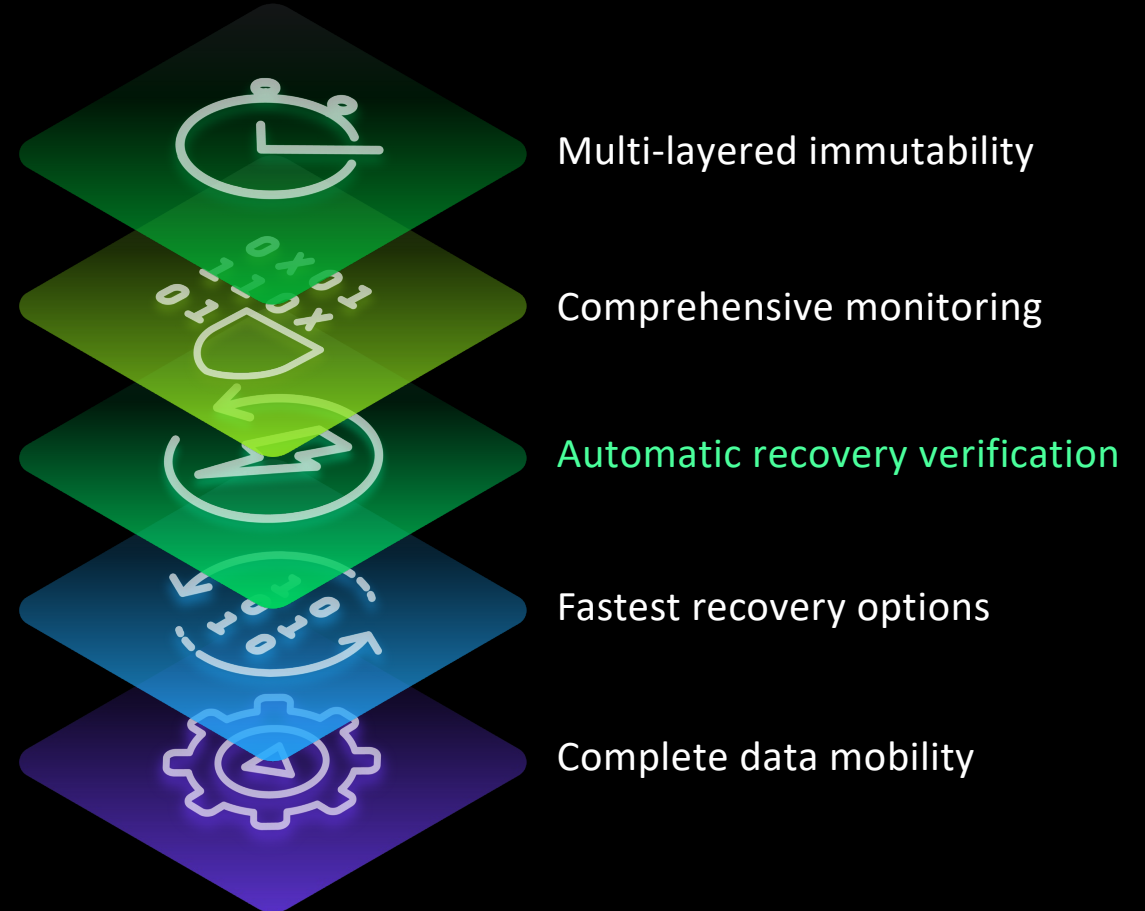 Multi-layered immutability
Comprehensive monitoring
Automatic recovery verification
Fastest recovery options
Complete data mobility